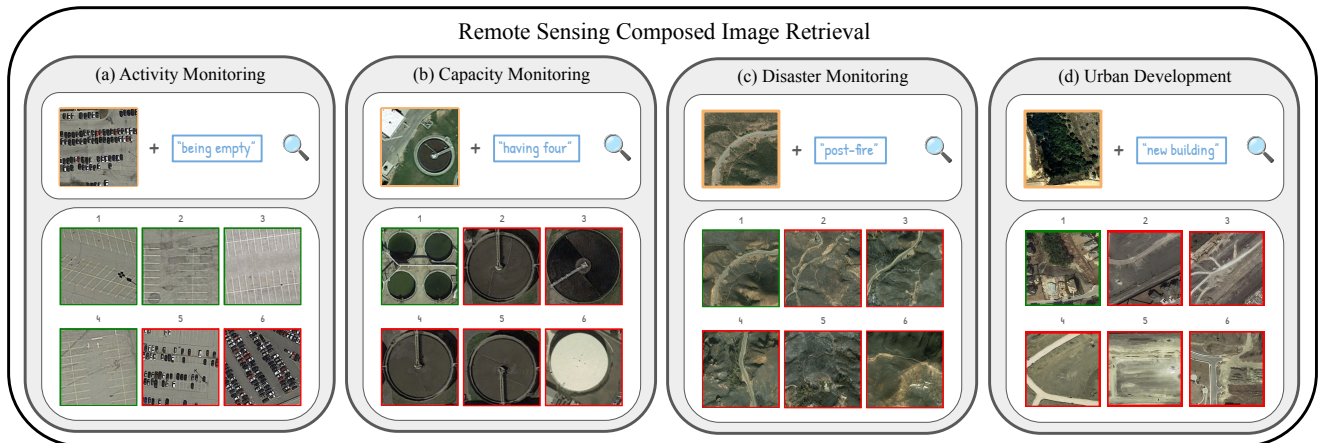 Remote Sensing Composed Image Retrieval
(a) Activity Monitoring
+ "being empty"
1 2 3
4 5 6
(b) Capacity Monitoring
+ "having four"
1 2 3
4 5 6
(c) Disaster Monitoring
+ "post-fire"
1 2 3
4 5 6
(d) Urban Development
+ "new building"
1 2 3
4 5 6